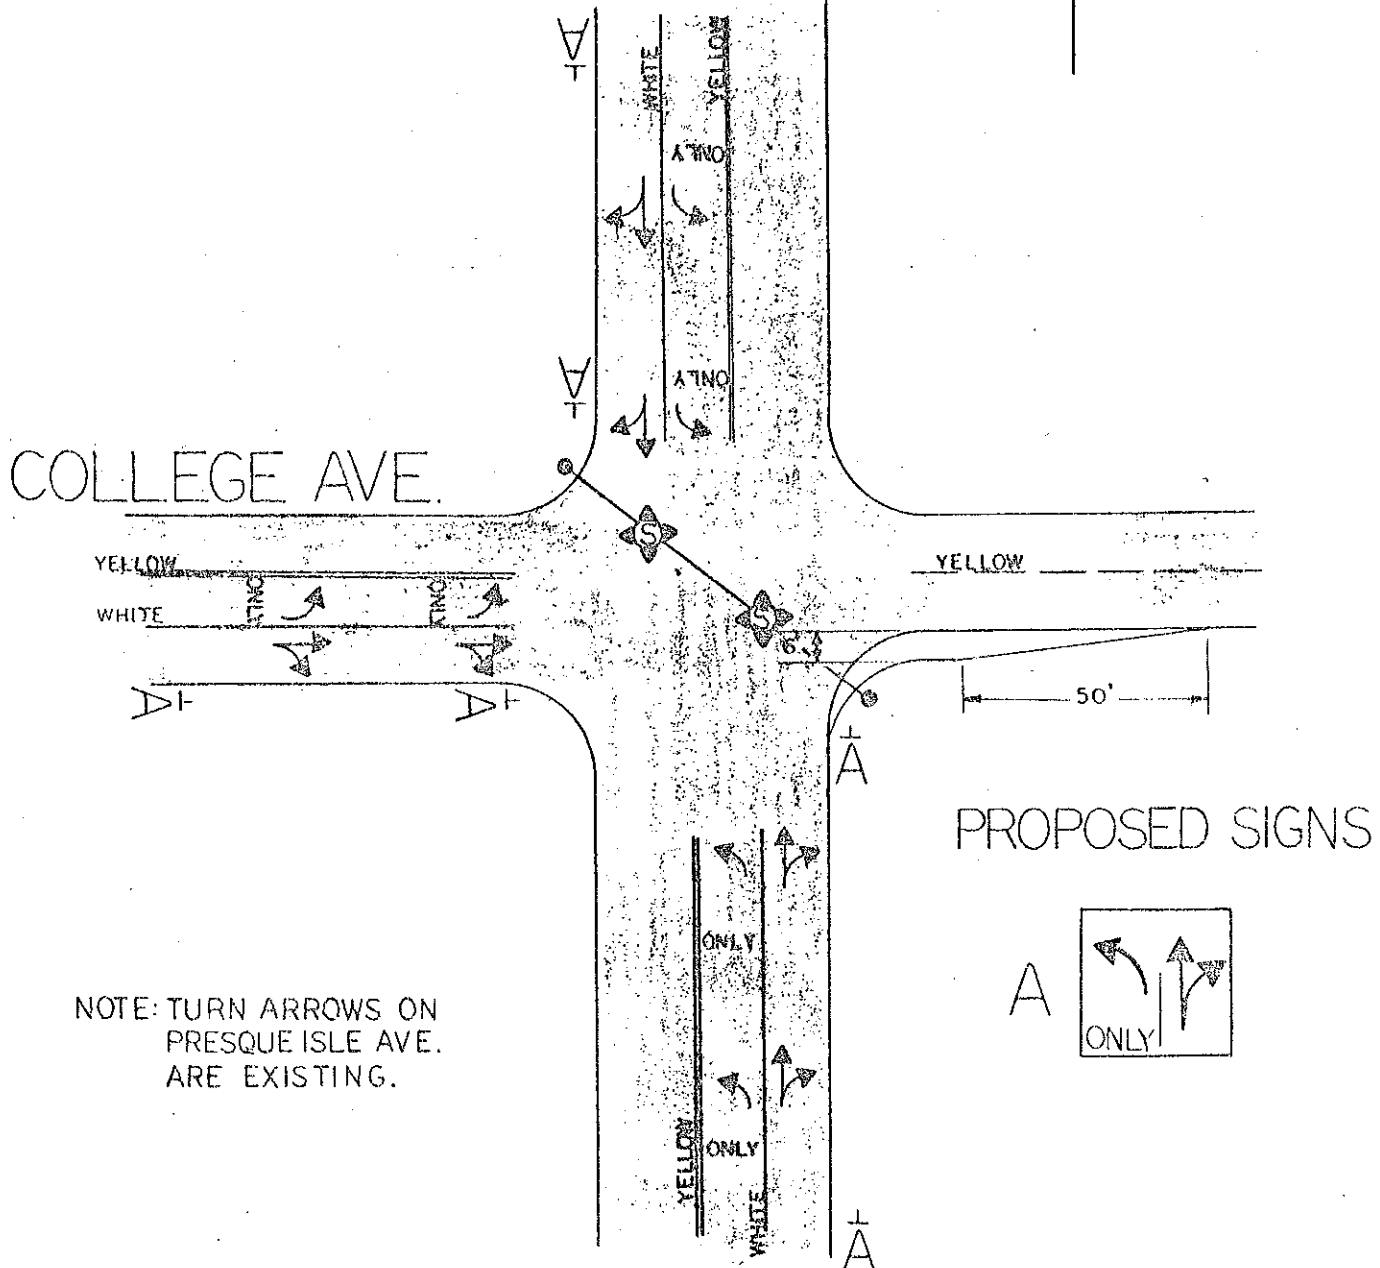 A
WHITE
YELLOW
ONLY
A
ONLY
COLLEGE AVE.
S
YELLOW
ONLY
ONLY
WHITE
YELLOW
S
6'
50'
A
A
A
PROPOSED SIGNS
ONLY
A
ONLY
NOTE: TURN ARROWS ON
PRESQUE ISLE AVE.
ARE EXISTING.
YELLOW
ONLY
WHITE
A